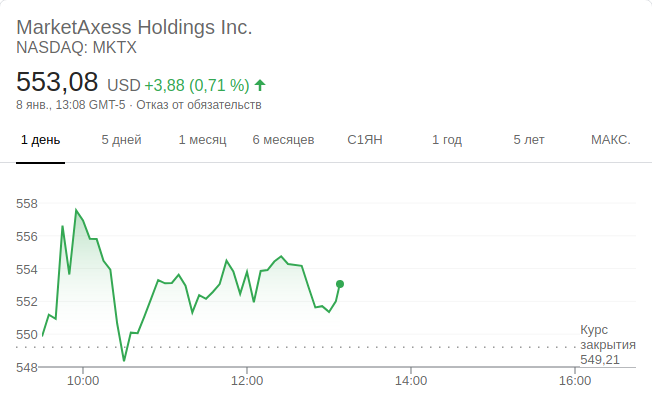 MarketAxess Holdings Inc.
NASDAQ: MKTX
553,08 USD +3,88 (0,71 %)
8 янв., 13:08 GMT-5 · Отказ от обязательств
1 день 5 дней 1 месяц 6 месяцев С1ЯН 1 год 5 лет МАКС.
558
556
554
552
550
548
Курс
закрытия
549,21
10:00 12:00 14:00 16:00